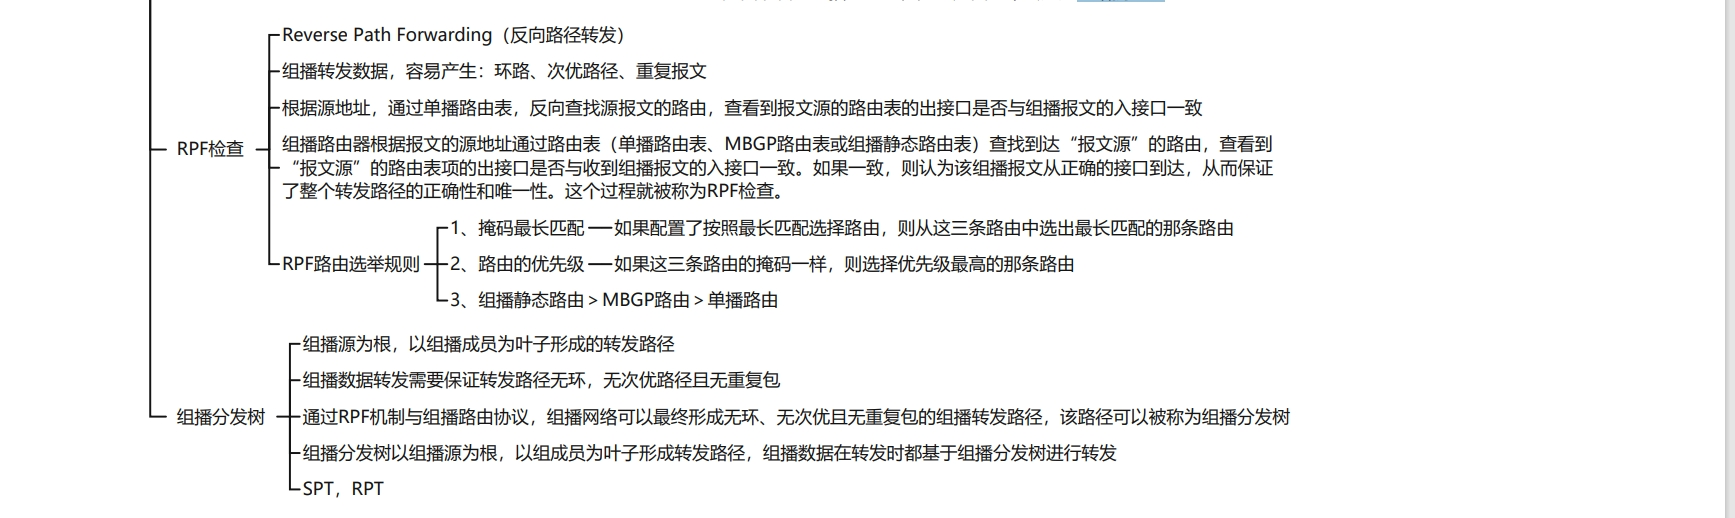 Reverse Path Forwarding（反向路径转发）
组播转发数据，容易产生：环路、次优路径、重复报文
根据源地址，通过单播路由表，反向查找源报文的路由，查看到报文源的路由表的出接口是否与组播报文的入接口一致
RPF检查
组播路由器根据报文的源地址通过路由表（单播路由表、MBGP路由表或组播静态路由表）查找到达“报文源”的路由，查看到
“报文源”的路由表项的出接口是否与收到组播报文的入接口一致。如果一致，则认为该组播报文从正确的接口到达，从而保证
了整个转发路径的正确性和唯一性。这个过程就被称为RPF检查。
RPF路由选举规则
1、掩码最长匹配
如果配置了按照最长匹配选择路由，则从这三条路由中选出最长匹配的那条路由
2、路由的优先级
如果这三条路由的掩码一样，则选择优先级最高的那条路由
3、组播静态路由 > MBGP路由 > 单播路由
组播分发树
组播源为根，以组播成员为叶子形成的转发路径
组播数据转发需要保证转发路径无环，无次优路径且无重复包
通过RPF机制与组播路由协议，组播网络可以最终形成无环、无次优且无重复包的组播转发路径，该路径可以被称为组播分发树
组播分发树以组播源为根，以组成员为叶子形成转发路径，组播数据在转发时都基于组播分发树进行转发
SPT，RPT